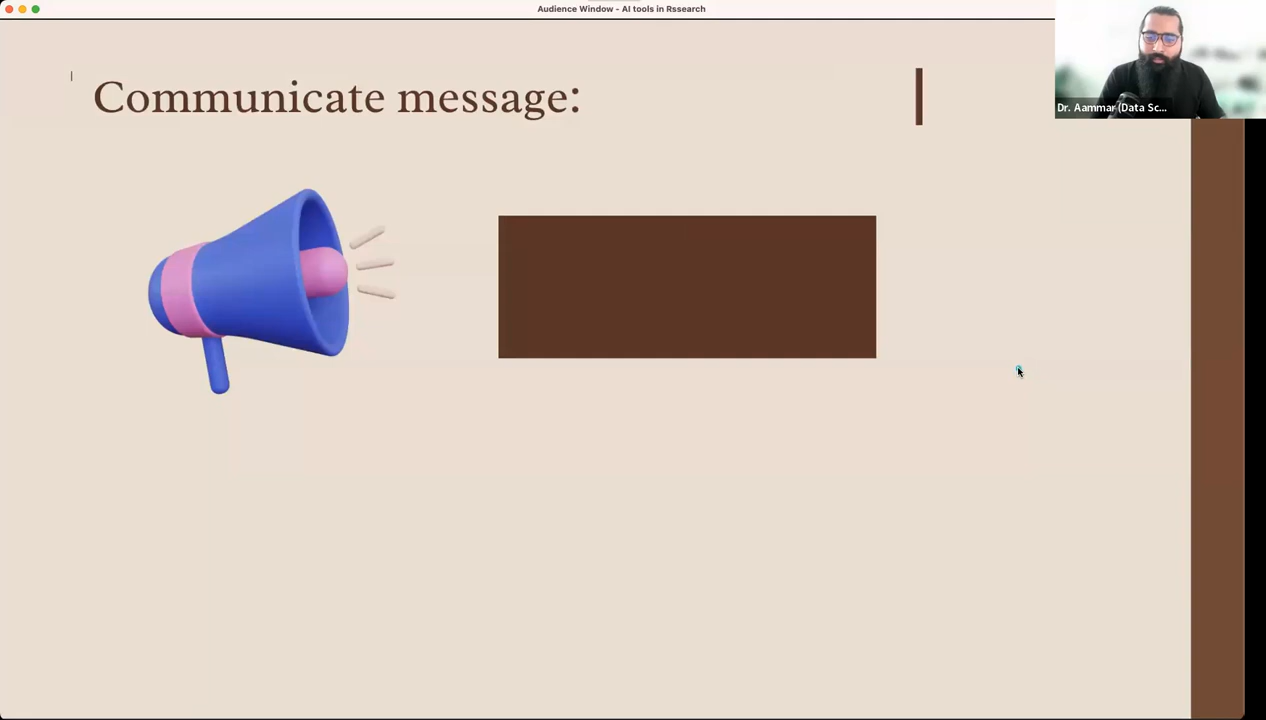 Audience Window - AI tools in Rssearch
Communicate message:
Dr. Aammar (Data Sc...